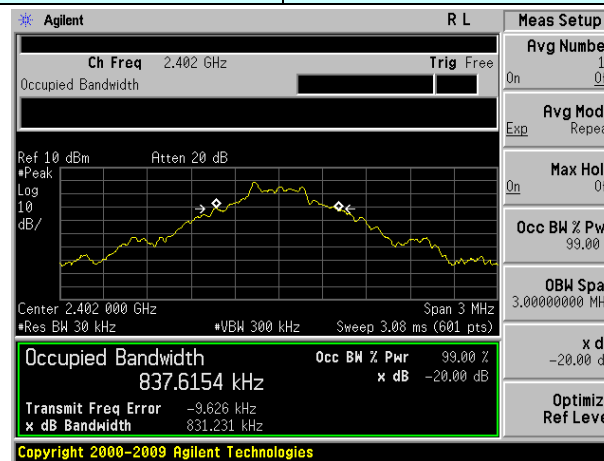 Agilent R L Meas Setup
Ch Freq 2.402 GHz Trig Free
Occupied Bandwidth
Ref 10 dBm Atten 20 dB
#Peak
Log
10
dB/
Center 2.402 000 GHz Span 3 MHz
#Res BW 30 kHz #VBW 300 kHz Sweep 3.08 ms (601 pts)
Occupied Bandwidth Occ BW % Pwr 99.00 %
837.6154 kHz x dB -20.00 dB
Transmit Freq Error -9.626 kHz
x dB Bandwidth 831.231 kHz
Copyright 2000-2009 Agilent Technologies
Avg Numbe
1
On O
Avg Mod
Exp Repea
Max Hol
On O
Occ BW % Pw
99.00
OBW Spa
3.00000000 MH
x d
-20.00 d
Optimiz
Ref Leve